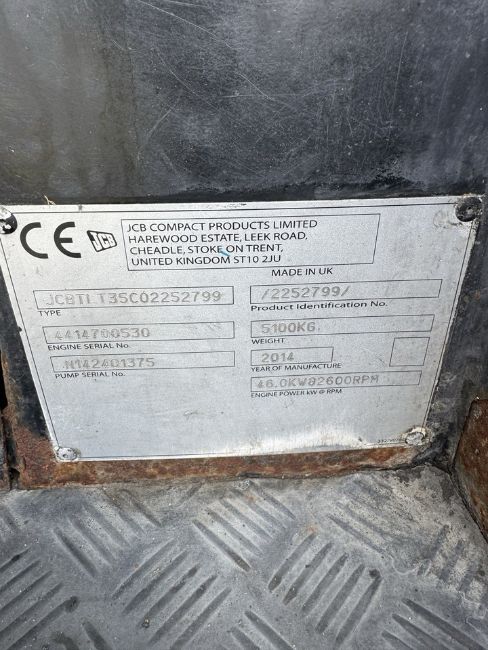 CE JCB
JCB COMPACT PRODUCTS LIMITED
HAREWOOD ESTATE, LEEK ROAD,
CHEADLE, STOKE ON TRENT,
UNITED KINGDOM ST10 2JU
MADE IN UK
JCBTLT35C02252799 /2252799/
TYPE Product Identification No.
4414700530 5100KG
ENGINE SERIAL No. WEIGHT
N142401375 2014
PUMP SERIAL No. YEAR OF MANUFACTURE
46.0KW@2600RPM
ENGINE POWER kW @ RPM